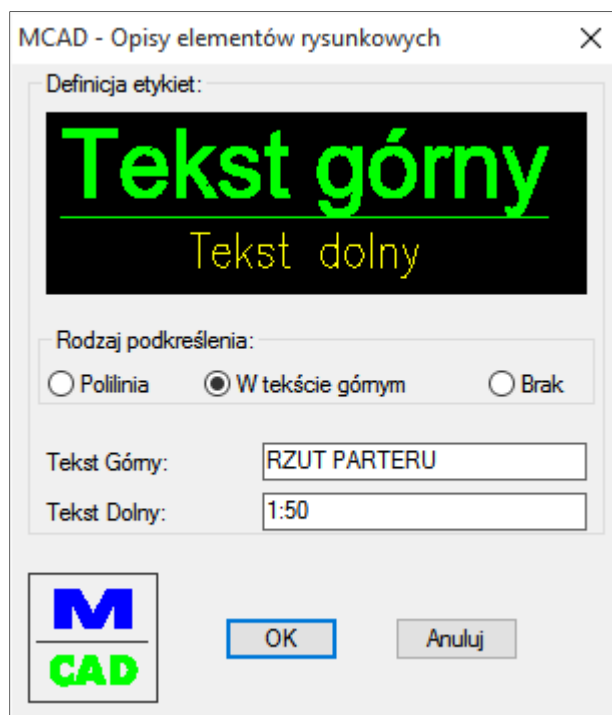 MCAD - Opisy elementów rysunkowych
Definicja etykiet:
Tekst górny
Tekst dolny
Rodzaj podkreślenia:
Polilinia W tekście górnym Brak
Tekst Górny: RZUT PARTERU
Tekst Dolny: 1:50
M
CAD
OK Anuluj